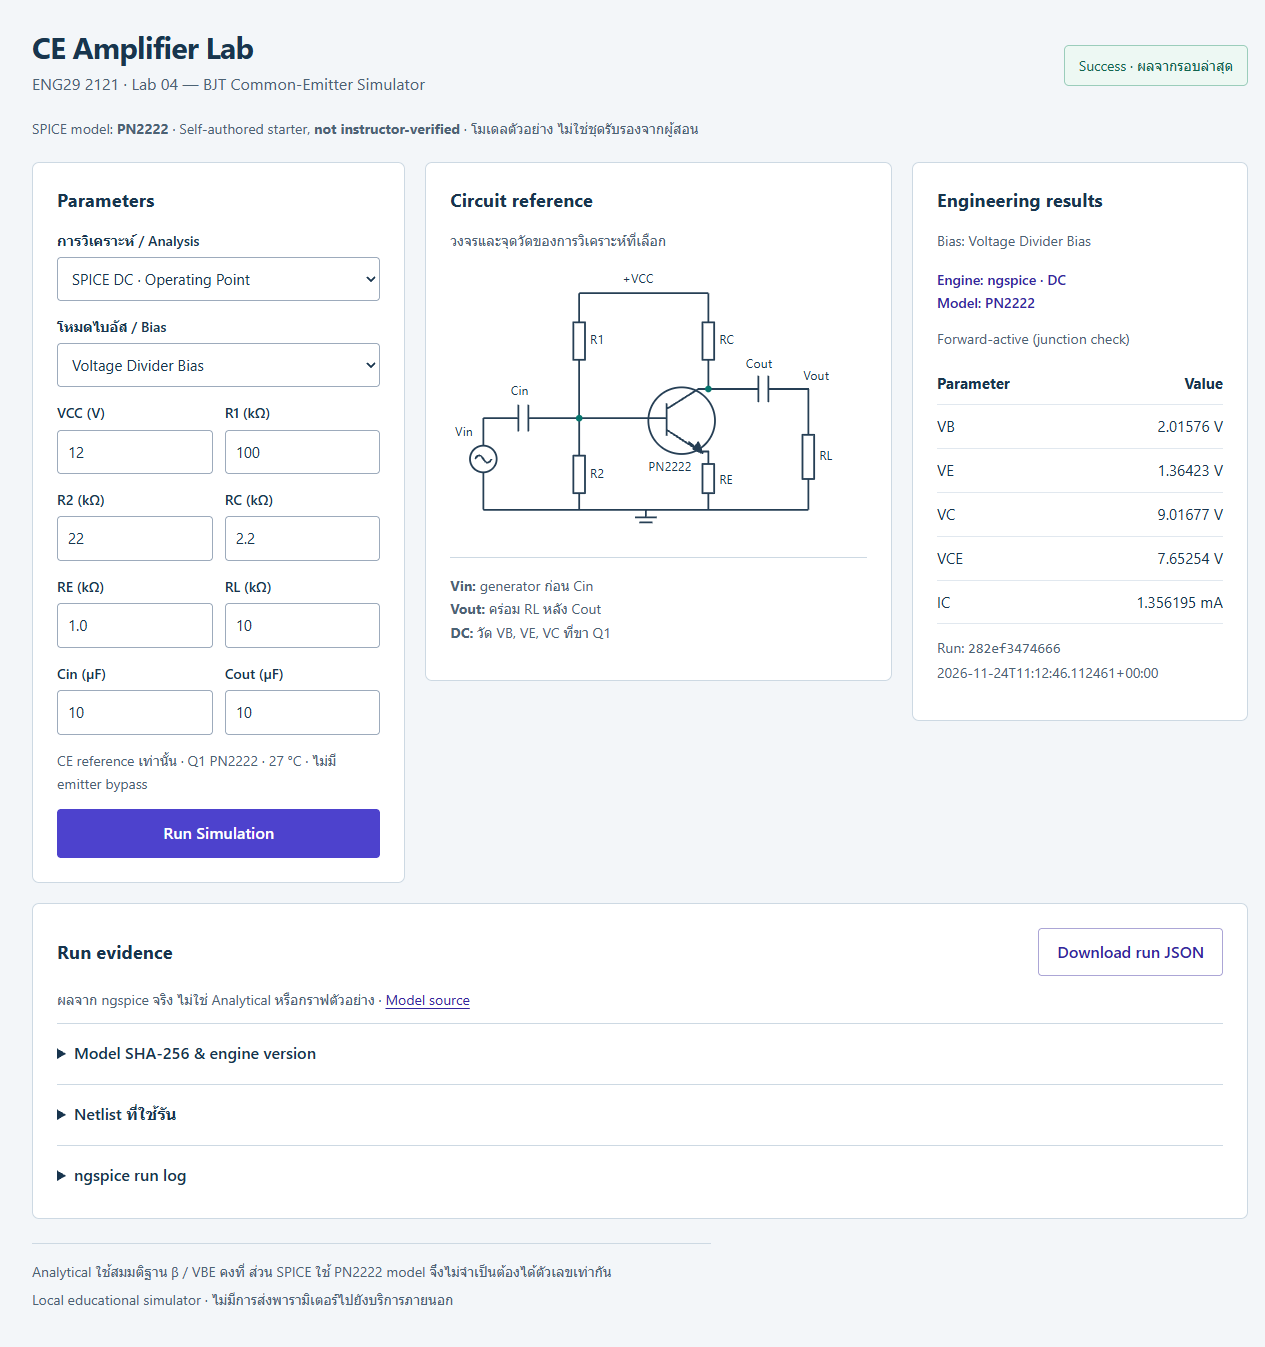 CE Amplifier Lab
ENG29 2121 · Lab 04 — BJT Common-Emitter Simulator
Success · ผลจากรอบล่าสุด
SPICE model: PN2222 · Self-authored starter, not instructor-verified · โมเดลตัวอย่าง ไม่ใช่ชุดรับรองจากผู้สอน
Parameters
การวิเคราะห์ / Analysis
SPICE DC · Operating Point
โหมดไบอัส / Bias
Voltage Divider Bias
VCC (V)
R1 (kΩ)
12
100
R2 (kΩ)
RC (kΩ)
22
2.2
RE (kΩ)
RL (kΩ)
1.0
10
Cin (µF)
Cout (µF)
10
10
CE reference เท่านั้น · Q1 PN2222 · 27 °C · ไม่มี
emitter bypass
Run Simulation
Circuit reference
วงจรและจุดวัดของการวิเคราะห์ที่เลือก
+VCC
R1
RC
Cout
Vout
Cin
Vin
PN2222
RL
R2
RE
Vin: generator ก่อน Cin
Vout: คร่อม RL หลัง Cout
DC: วัด VB, VE, VC ที่ขา Q1
Engineering results
Bias: Voltage Divider Bias
Engine: ngspice · DC
Model: PN2222
Forward-active (junction check)
Parameter Value
VB 2.01576 V
VE 1.36423 V
VC 9.01677 V
VCE 7.65254 V
IC 1.356195 mA
Run: 282ef3474666
2026-11-24T11:12:46.112461+00:00
Run evidence
Download run JSON
ผลจาก ngspice จริง ไม่ใช่ Analytical หรือกราฟตัวอย่าง · Model source
Model SHA-256 & engine version
Netlist ที่ใช้รัน
ngspice run log
Analytical ใช้สมมติฐาน β / VBE คงที่ ส่วน SPICE ใช้ PN2222 model จึงไม่จำเป็นต้องได้ตัวเลขเท่ากัน
Local educational simulator · ไม่มีการส่งพารามิเตอร์ไปยังบริการภายนอก